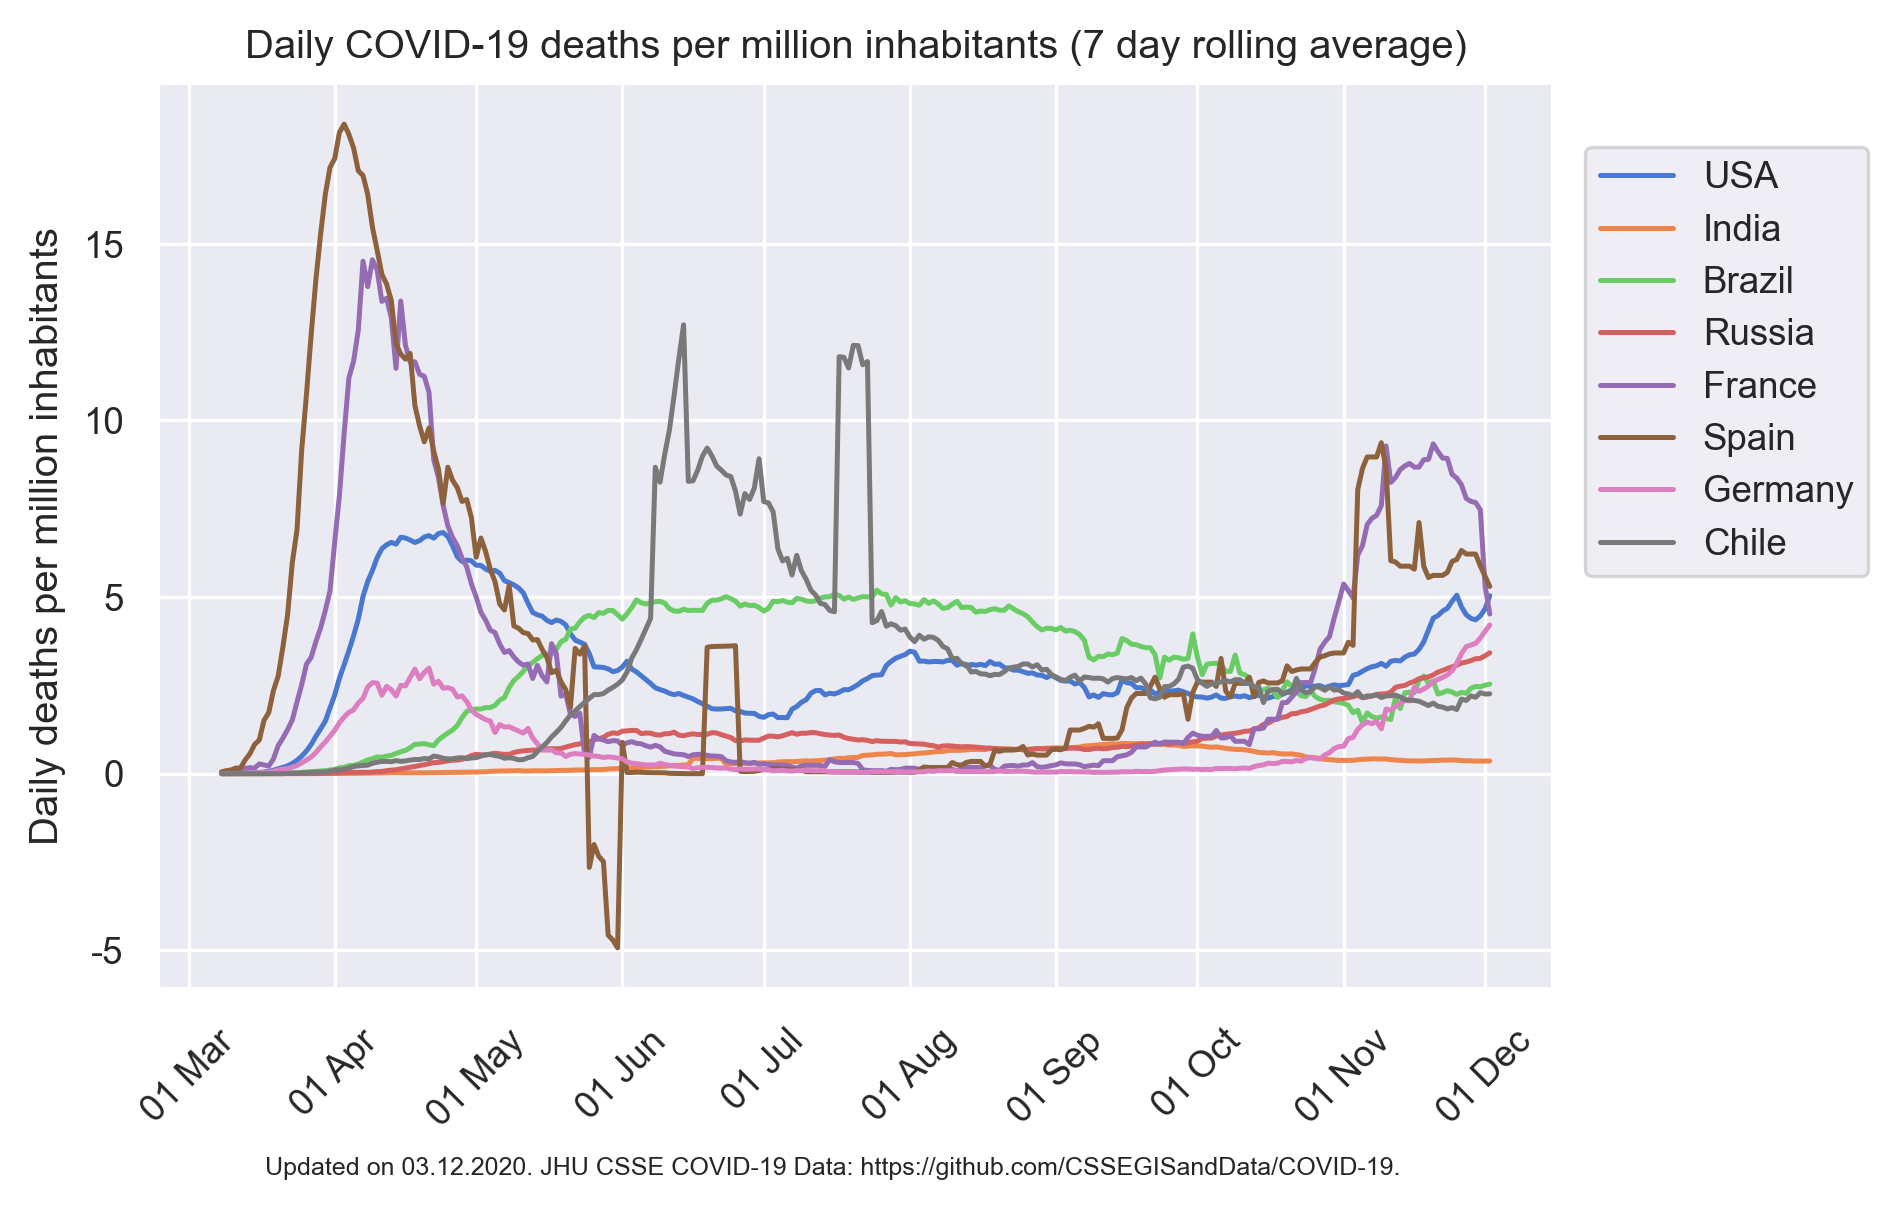 Daily COVID-19 deaths per million inhabitants (7 day rolling average)
Daily deaths per million inhabitants
15
10
5
0
-5
01 Mar
01 Apr
01 May
01 Jun
01 Jul
01 Aug
01 Sep
01 Oct
01 Nov
01 Dec
USA
India
Brazil
Russia
France
Spain
Germany
Chile
Updated on 03.12.2020. JHU CSSE COVID-19 Data: https://github.com/CSSEGISandData/COVID-19.